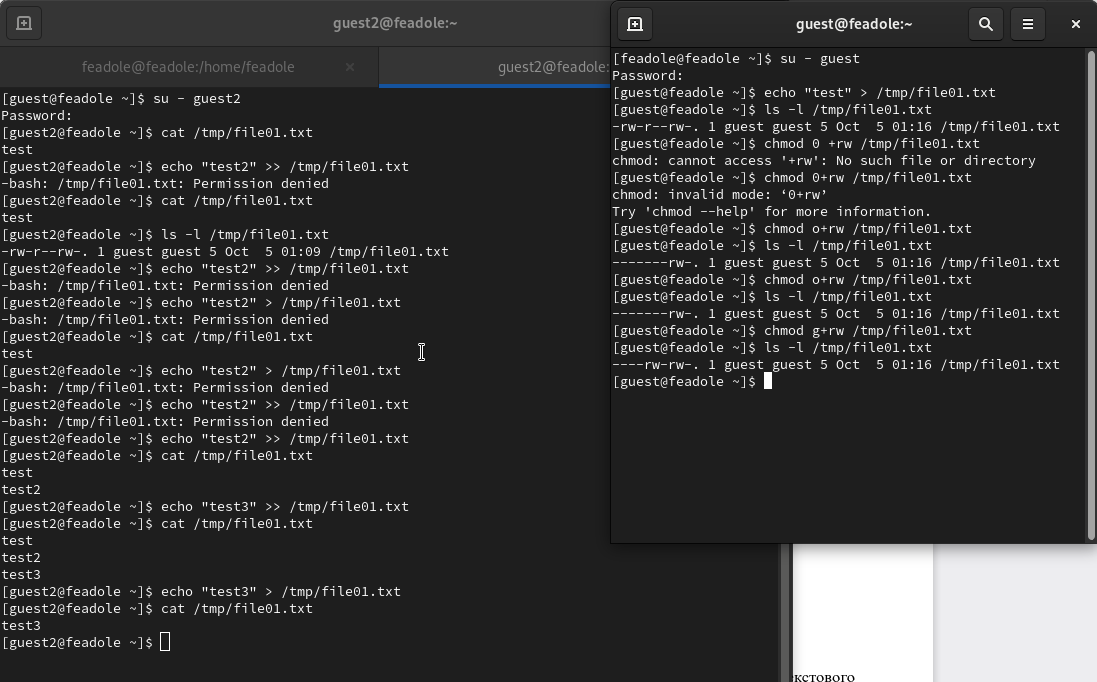 guest2@feadole:~
feadole@feadole:/home/feadole
guest2@feadole:
[guest@feadole ~]$ su - guest2
Password:
[guest2@feadole ~]$ cat /tmp/file01.txt
test
[guest2@feadole ~]$ echo "test2" >> /tmp/file01.txt
-bash: /tmp/file01.txt: Permission denied
[guest2@feadole ~]$ cat /tmp/file01.txt
test
[guest2@feadole ~]$ ls -l /tmp/file01.txt
-rw-r--rw-. 1 guest guest 5 Oct  5 01:09 /tmp/file01.txt
[guest2@feadole ~]$ echo "test2" >> /tmp/file01.txt
-bash: /tmp/file01.txt: Permission denied
[guest2@feadole ~]$ echo "test2" > /tmp/file01.txt
-bash: /tmp/file01.txt: Permission denied
[guest2@feadole ~]$ cat /tmp/file01.txt
test
[guest2@feadole ~]$ echo "test2" > /tmp/file01.txt
-bash: /tmp/file01.txt: Permission denied
[guest2@feadole ~]$ echo "test2" >> /tmp/file01.txt
-bash: /tmp/file01.txt: Permission denied
[guest2@feadole ~]$ echo "test2" >> /tmp/file01.txt
[guest2@feadole ~]$ cat /tmp/file01.txt
test
test2
[guest2@feadole ~]$ echo "test3" >> /tmp/file01.txt
[guest2@feadole ~]$ cat /tmp/file01.txt
test
test2
test3
[guest2@feadole ~]$ echo "test3" > /tmp/file01.txt
[guest2@feadole ~]$ cat /tmp/file01.txt
test3
[guest2@feadole ~]$
guest@feadole:~
[feadole@feadole ~]$ su - guest
Password:
[guest@feadole ~]$ echo "test" > /tmp/file01.txt
[guest@feadole ~]$ ls -l /tmp/file01.txt
-rw-r--rw-. 1 guest guest 5 Oct  5 01:16 /tmp/file01.txt
[guest@feadole ~]$ chmod 0 +rw /tmp/file01.txt
chmod: cannot access '+rw': No such file or directory
[guest@feadole ~]$ chmod 0+rw /tmp/file01.txt
chmod: invalid mode: ‘0+rw’
Try 'chmod --help' for more information.
[guest@feadole ~]$ chmod o+rw /tmp/file01.txt
[guest@feadole ~]$ ls -l /tmp/file01.txt
-------rw-. 1 guest guest 5 Oct  5 01:16 /tmp/file01.txt
[guest@feadole ~]$ chmod o+rw /tmp/file01.txt
[guest@feadole ~]$ ls -l /tmp/file01.txt
-------rw-. 1 guest guest 5 Oct  5 01:16 /tmp/file01.txt
[guest@feadole ~]$ chmod g+rw /tmp/file01.txt
[guest@feadole ~]$ ls -l /tmp/file01.txt
----rw-rw-. 1 guest guest 5 Oct  5 01:16 /tmp/file01.txt
[guest@feadole ~]$
кстового